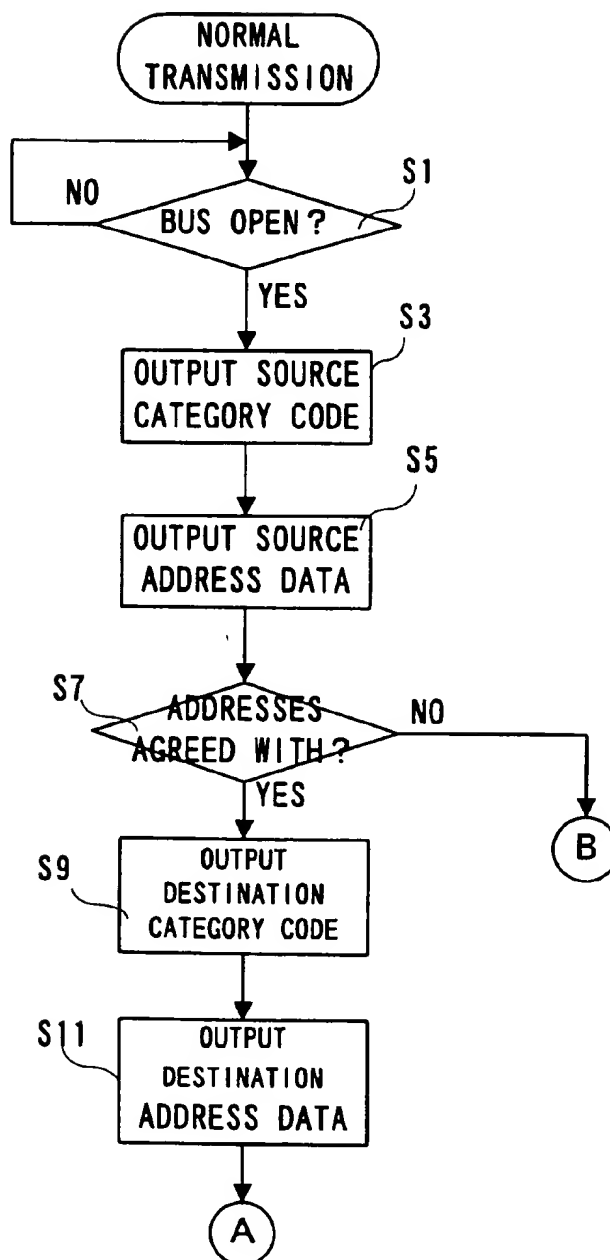 NORMAL
TRANSMISSION
NO
S1
BUS OPEN?
YES
S3
OUTPUT SOURCE
CATEGORY CODE
S5
OUTPUT SOURCE
ADDRESS DATA
S7
ADDRESSES
AGREED WITH?
NO
YES
B
S9
OUTPUT
DESTINATION
CATEGORY CODE
S11
OUTPUT
DESTINATION
ADDRESS DATA
A